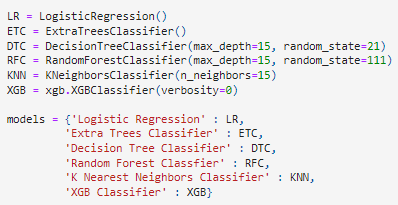 LR = LogisticRegression()
ETC = ExtraTreesClassifier()
DTC = DecisionTreeClassifier(max_depth=15, random_state=21)
RFC = RandomForestClassifier(max_depth=15, random_state=111)
KNN = KNeighborsClassifier(n_neighbors=15)
XGB = xgb.XGBClassifier(verbosity=0)
models = {'Logistic Regression' : LR,
'Extra Trees Classifier' : ETC,
'Decision Tree Classifier' : DTC,
'Random Forest Classfier' : RFC,
'K Nearest Neighbors Classifier' : KNN,
'XGB Classifier' : XGB}